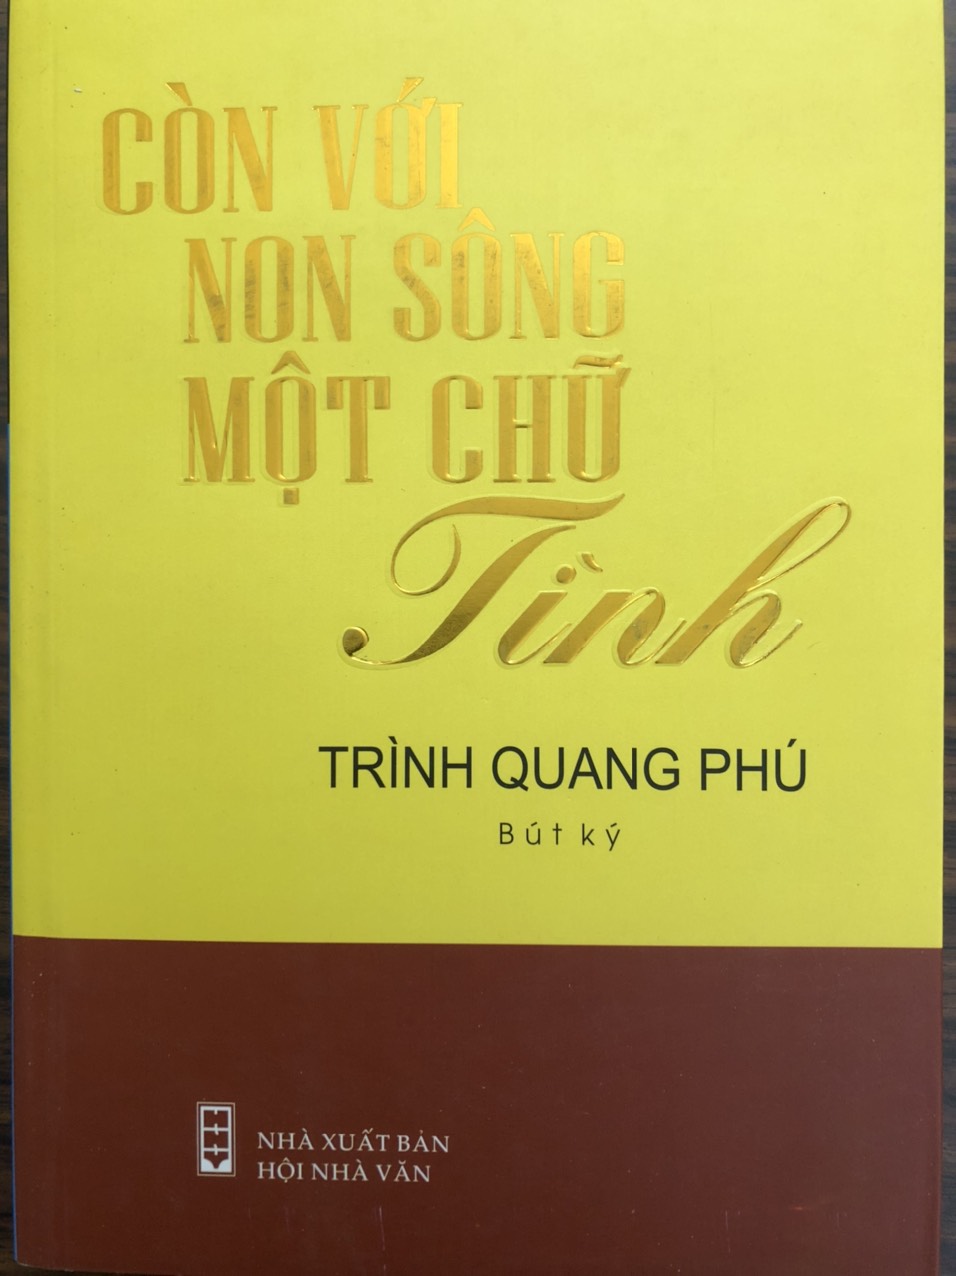 CÒN VỚI
NON SÔNG
MỘT CHỮ
Tình
TRÌNH QUANG PHÚ
Bút ký
NHÀ XUẤT BẢN
HỘI NHÀ VĂN